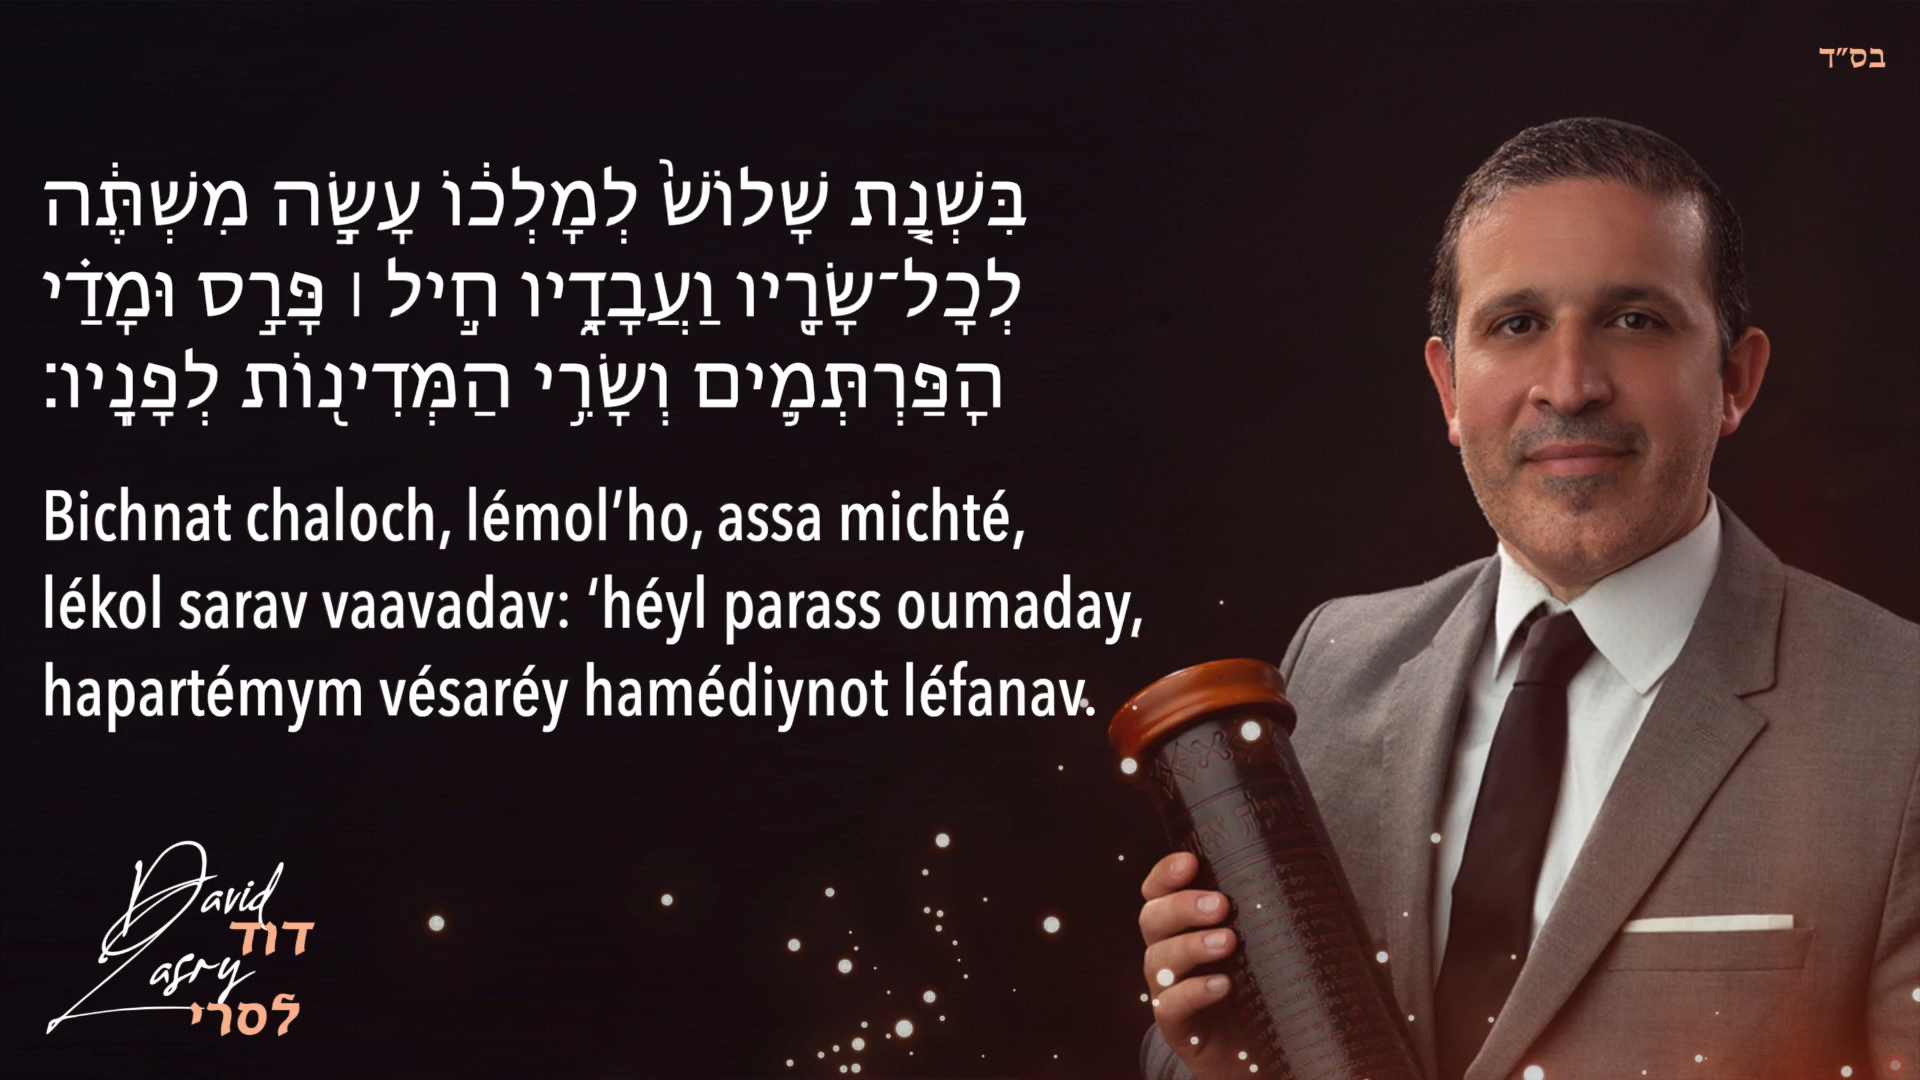 בס״ד
בִּשְׁנַ֤ת שָׁלוֹשׁ֙ לְמָלְכ֔וֹ עָשָׂ֣ה מִשְׁתֶּ֔ה
לְכׇל־שָׂרָ֖יו וַעֲבָדָ֑יו חֵ֣יל ׀ פָּרַ֣ס וּמָדַ֗י
הַֽפַּרְתְּמִ֛ים וְשָׂרֵ֥י הַמְּדִינ֖וֹת לְפָנָֽיו׃
Bichnat chaloch, lémol’ho, assa michté,
lékol sarav vaavadav: ‘héyl parass oumaday,
hapartémym vésaréy hamédiynot léfanav.
David
דוד
Lasry
לסרי